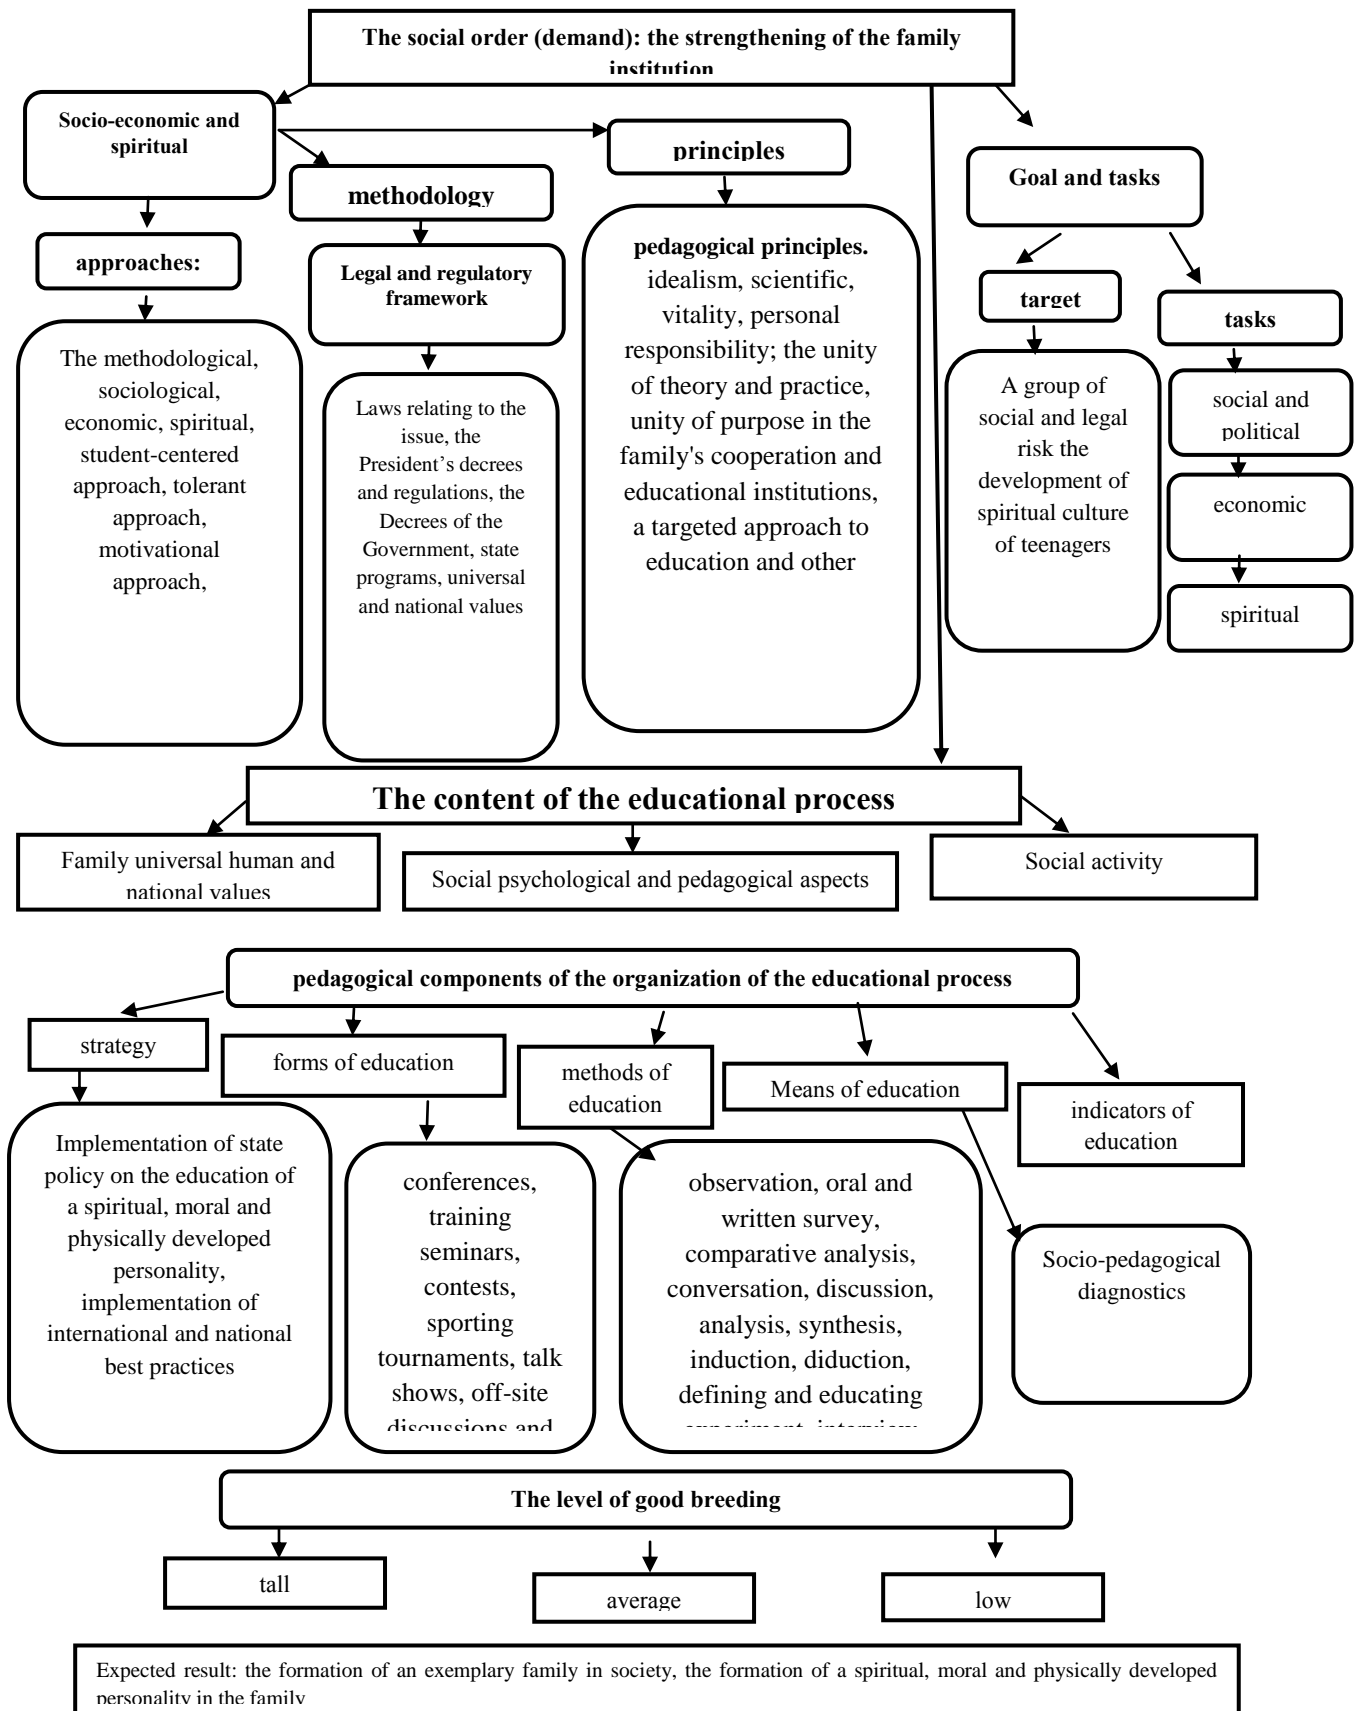 The social order (demand): the strengthening of the family
institution
Socio-economic and
spiritual
principles
methodology
Goal and tasks
approaches:
Legal and regulatory
framework
pedagogical principles.
idealism, scientific,
vitality, personal
responsibility; the unity
of theory and practice,
unity of purpose in the
family's cooperation and
educational institutions,
a targeted approach to
education and other
target
tasks
The methodological,
sociological,
economic, spiritual,
student-centered
approach, tolerant
approach,
motivational
approach,
Laws relating to the
issue, the
President’s decrees
and regulations, the
Decrees of the
Government, state
programs, universal
and national values
A group of
social and legal
risk the
development of
spiritual culture
of teenagers
social and
political
economic
spiritual
The content of the educational process
Family universal human and
national values
Social psychological and pedagogical aspects
Social activity
pedagogical components of the organization of the educational process
strategy
forms of education
methods of
education
Means of education
indicators of
education
Implementation of state
policy on the education of
a spiritual, moral and
physically developed
personality,
implementation of
international and national
best practices
conferences,
training
seminars,
contests,
sporting
tournaments, talk
shows, off-site
discussions and
observation, oral and
written survey,
comparative analysis,
conversation, discussion,
analysis, synthesis,
induction, diduction,
defining and educating
experiment, interview
Socio-pedagogical
diagnostics
The level of good breeding
tall
average
low
Expected result: the formation of an exemplary family in society, the formation of a spiritual, moral and physically developed
personality in the family